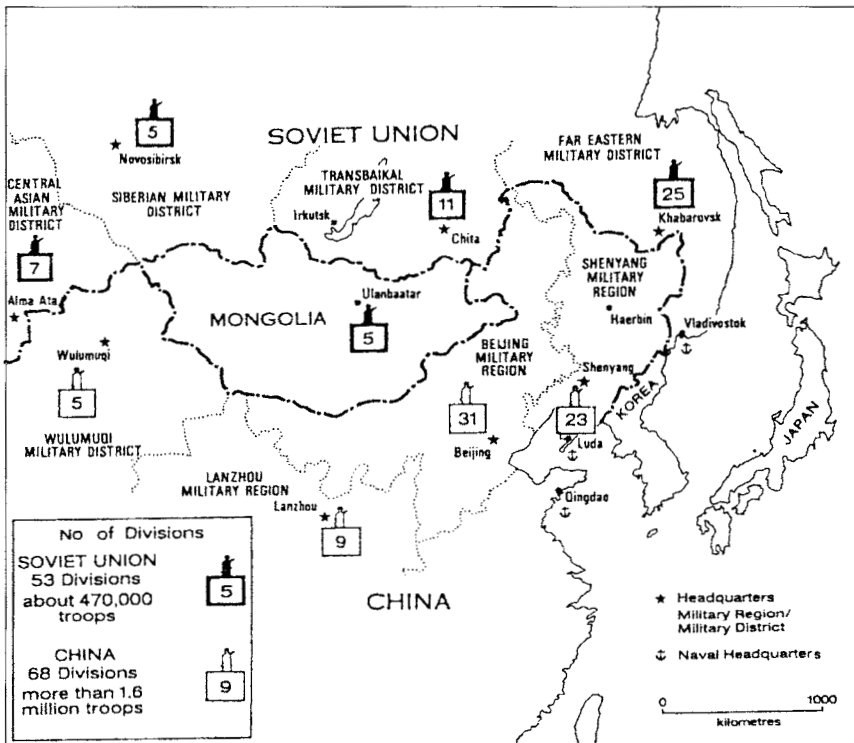 5
Novosibirsk
SOVIET UNION
FAR EASTERN
MILITARY DISTRICT
CENTRAL
ASIAN
MILITARY
DISTRICT
SIBERIAN MILITARY
DISTRICT
TRANSBAIKAL
MILITARY DISTRICT
Irkutsk
11
Chita
25
Khabarovsk
7
Alma Ata
SHENYANG
MILITARY
REGION
Haerbin
Ulanbaatar
MONGOLIA
5
Vladivostok
Wulumuqi
5
BEIJING
MILITARY
REGION
Shenyang
31
23
KOREA
JAPAN
WULUMUQI
MILITARY DISTRICT
Beijing
Luda
LANZHOU
MILITARY REGION
Qingdao
Lanzhou
9
CHINA
No of Divisions
SOVIET UNION
53 Divisions
about 470,000
troops
5
CHINA
68 Divisions
more than 1.6
million troops
9
Headquarters
Military Region/
Military District
Naval Headquarters
0 1000
kilometres